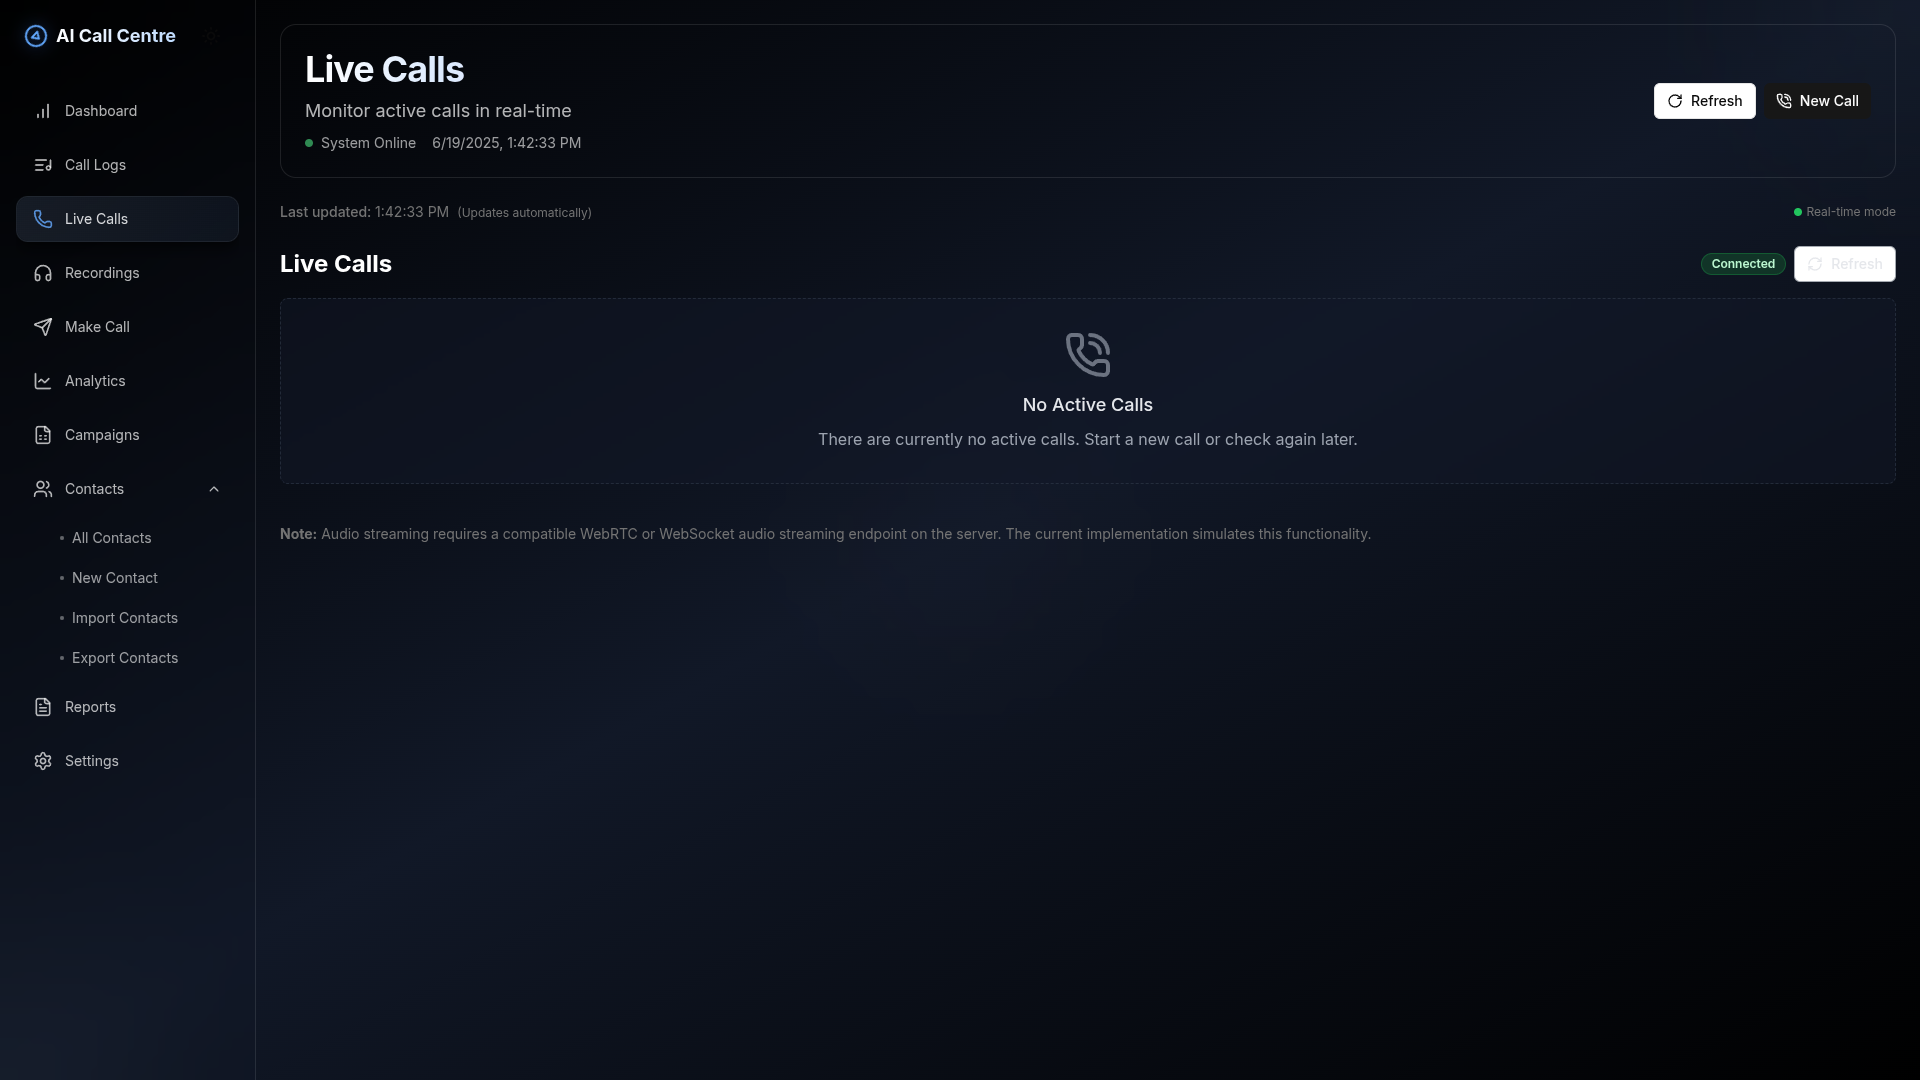 AI Call Centre
Dashboard
Call Logs
Live Calls
Recordings
Make Call
Analytics
Campaigns
Contacts
All Contacts
New Contact
Import Contacts
Export Contacts
Reports
Settings
Live Calls
Monitor active calls in real-time
System Online 6/19/2025, 1:42:33 PM
Refresh
New Call
Last updated: 1:42:33 PM (Updates automatically)
Real-time mode
Live Calls
Connected
Refresh
No Active Calls
There are currently no active calls. Start a new call or check again later.
Note: Audio streaming requires a compatible WebRTC or WebSocket audio streaming endpoint on the server. The current implementation simulates this functionality.